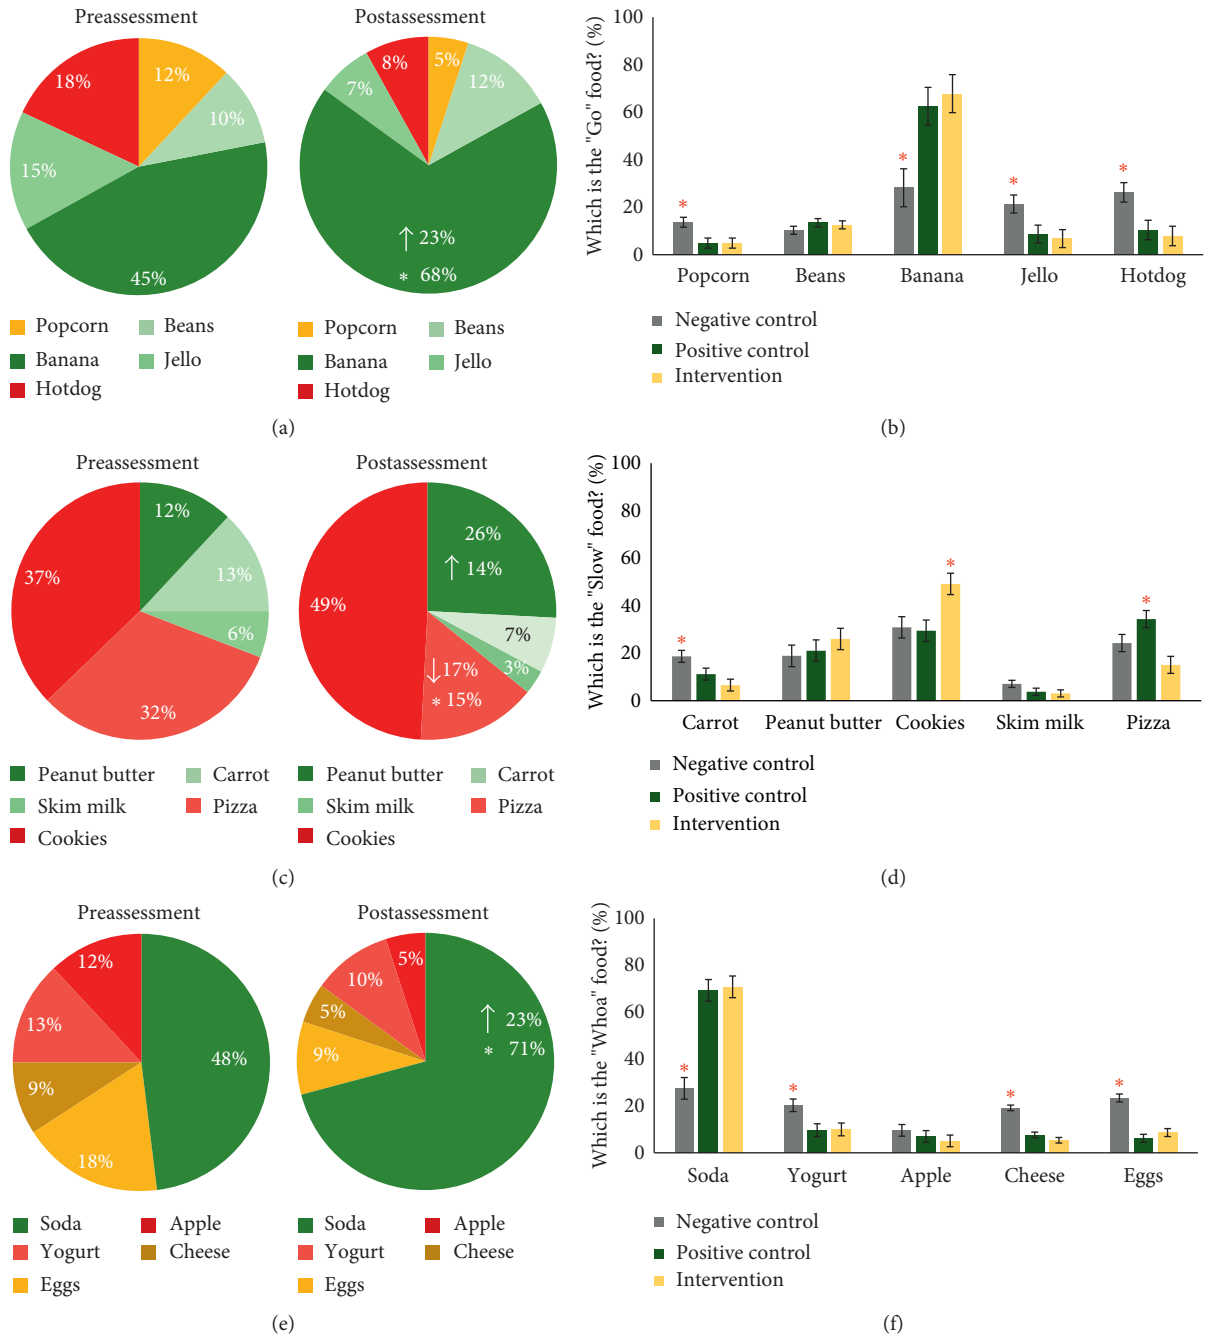 Preassessment
Postassessment
18%
12%
10%
15%
45%
8%
5%
12%
7%
↑ 23%
* 68%
Popcorn
Beans
Banana
Jello
Hotdog
Popcorn
Beans
Banana
Jello
Hotdog
(a)
Which is the "Go" food? (%)
100
80
60
40
20
0
*
*
*
*
Popcorn
Beans
Banana
Jello
Hotdog
Negative control
Positive control
Intervention
(b)
Preassessment
Postassessment
12%
37%
13%
6%
32%
26%
↑ 14%
49%
7%
3%
↓ 17%
* 15%
Peanut butter
Carrot
Skim milk
Pizza
Cookies
Peanut butter
Carrot
Skim milk
Pizza
Cookies
(c)
Which is the "Slow" food? (%)
100
80
60
40
20
0
*
*
*
Carrot
Peanut butter
Cookies
Skim milk
Pizza
Negative control
Positive control
Intervention
(d)
Preassessment
Postassessment
12%
13%
48%
9%
18%
5%
10%
5%
9%
↑ 23%
* 71%
Soda
Apple
Yogurt
Cheese
Eggs
Soda
Apple
Yogurt
Cheese
Eggs
(e)
Which is the "Whoa" food? (%)
100
80
60
40
20
0
*
*
*
*
Soda
Yogurt
Apple
Cheese
Eggs
Negative control
Positive control
Intervention
(f)